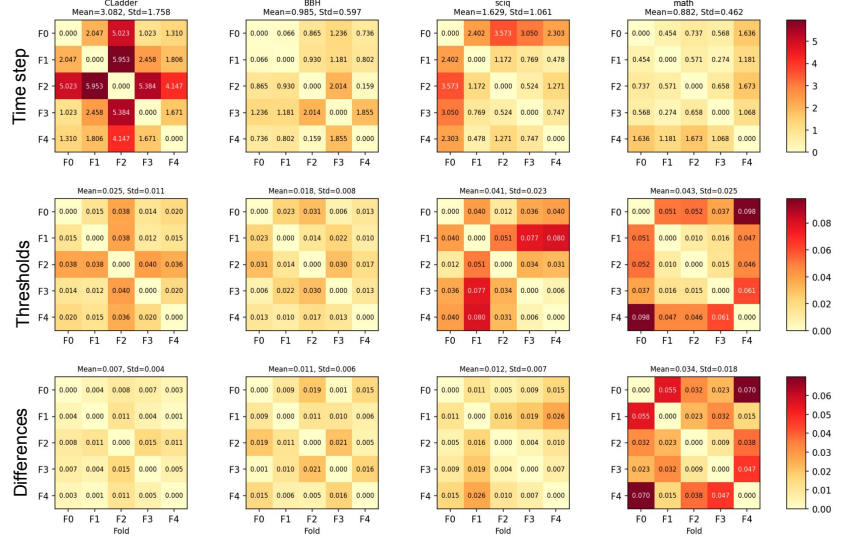 CLadder BBH sciq math
Mean=3.082, Std=1.758 Mean=0.985, Std=0.597 Mean=1.629, Std=1.061 Mean=0.882, Std=0.462
Time step
F0 0.000 2.047 5.023 1.023 1.310 0.000 0.066 0.865 1.236 0.736 0.000 2.402 3.573 3.050 2.303 0.000 0.454 0.737 0.568 1.636
F1 2.047 0.000 5.953 2.458 1.806 0.066 0.000 0.930 1.181 0.802 2.402 0.000 1.172 0.769 0.478 0.454 0.000 0.571 0.274 1.181
F2 5.023 5.953 0.000 5.384 4.147 0.865 0.930 0.000 2.014 0.159 3.573 1.172 0.000 0.524 1.271 0.737 0.571 0.000 0.658 1.673
F3 1.023 2.458 5.384 0.000 1.671 1.236 1.181 2.014 0.000 1.855 3.050 0.769 0.524 0.000 0.747 0.568 0.274 0.658 0.000 1.068
F4 1.310 1.806 4.147 1.671 0.000 0.736 0.802 0.159 1.855 0.000 2.303 0.478 1.271 0.747 0.000 1.636 1.181 1.673 1.068 0.000
F0 F1 F2 F3 F4 F0 F1 F2 F3 F4 F0 F1 F2 F3 F4 F0 F1 F2 F3 F4
5
4
3
2
1
0
Mean=0.025, Std=0.011 Mean=0.018, Std=0.008 Mean=0.041, Std=0.023 Mean=0.043, Std=0.025
Thresholds
F0 0.000 0.015 0.038 0.014 0.020 0.000 0.023 0.031 0.006 0.013 0.000 0.040 0.012 0.036 0.040 0.000 0.051 0.052 0.037 0.098
F1 0.015 0.000 0.038 0.012 0.015 0.023 0.000 0.014 0.022 0.010 0.040 0.000 0.051 0.077 0.080 0.051 0.000 0.010 0.016 0.047
F2 0.038 0.038 0.000 0.040 0.036 0.031 0.014 0.000 0.030 0.017 0.012 0.051 0.000 0.034 0.031 0.052 0.010 0.000 0.015 0.046
F3 0.014 0.012 0.040 0.000 0.020 0.006 0.022 0.030 0.000 0.013 0.036 0.077 0.034 0.000 0.006 0.037 0.016 0.015 0.000 0.061
F4 0.020 0.015 0.036 0.020 0.000 0.013 0.010 0.017 0.013 0.000 0.040 0.080 0.031 0.006 0.000 0.098 0.047 0.046 0.061 0.000
F0 F1 F2 F3 F4 F0 F1 F2 F3 F4 F0 F1 F2 F3 F4 F0 F1 F2 F3 F4
0.08
0.06
0.04
0.02
0.00
Mean=0.007, Std=0.004 Mean=0.011, Std=0.006 Mean=0.012, Std=0.007 Mean=0.034, Std=0.018
Differences
F0 0.000 0.004 0.008 0.007 0.003 0.000 0.009 0.019 0.001 0.015 0.000 0.011 0.005 0.009 0.015 0.000 0.055 0.032 0.023 0.070
F1 0.004 0.000 0.011 0.004 0.001 0.009 0.000 0.011 0.010 0.006 0.011 0.000 0.016 0.019 0.026 0.055 0.000 0.023 0.032 0.015
F2 0.008 0.011 0.000 0.015 0.011 0.019 0.011 0.000 0.021 0.005 0.005 0.016 0.000 0.004 0.010 0.032 0.023 0.000 0.009 0.038
F3 0.007 0.004 0.015 0.000 0.005 0.001 0.010 0.021 0.000 0.016 0.009 0.019 0.004 0.000 0.007 0.023 0.032 0.009 0.000 0.047
F4 0.003 0.001 0.011 0.005 0.000 0.015 0.006 0.005 0.016 0.000 0.015 0.026 0.010 0.007 0.000 0.070 0.015 0.038 0.047 0.000
F0 F1 F2 F3 F4 F0 F1 F2 F3 F4 F0 F1 F2 F3 F4 F0 F1 F2 F3 F4
Fold Fold Fold Fold
0.06
0.05
0.04
0.03
0.02
0.01
0.00